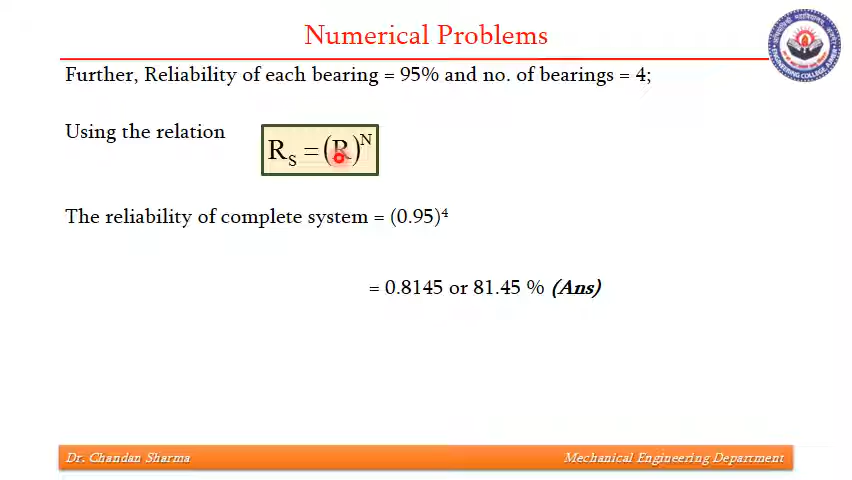 Numerical Problems
Further, Reliability of each bearing = 95% and no. of bearings = 4;
Using the relation
R_S = (R)^N
The reliability of complete system = (0.95)⁴
= 0.8145 or 81.45 % (Ans)
Dr. Chandan Sharma
Mechanical Engineering Department